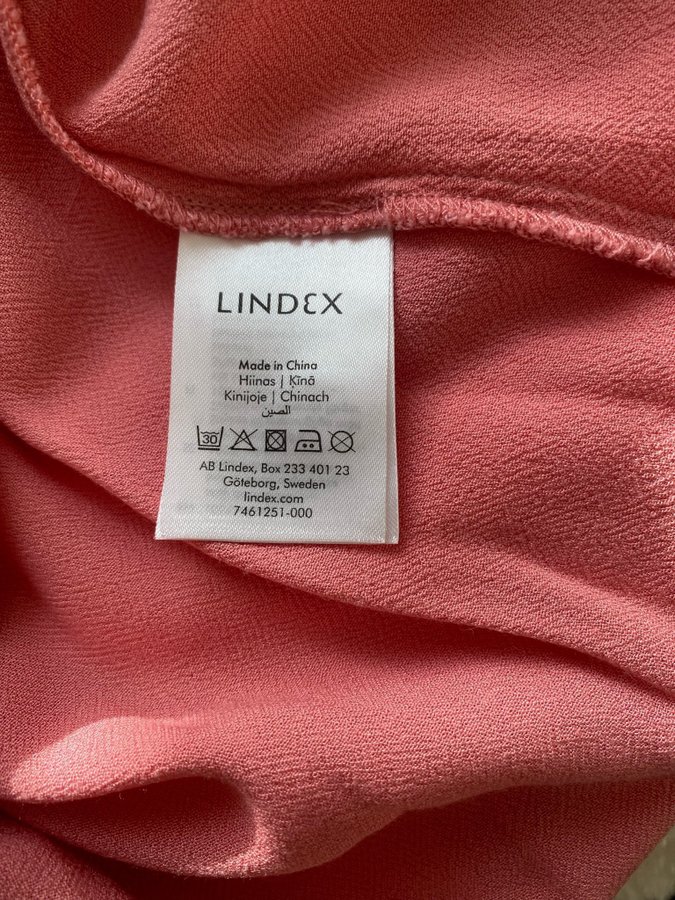 LINDEX
Made in China
Hiinas | Ķīnā
Kinijoje | Chinach
الصين
30
AB Lindex, Box 233 401 23
Göteborg, Sweden
lindex.com
7461251-000